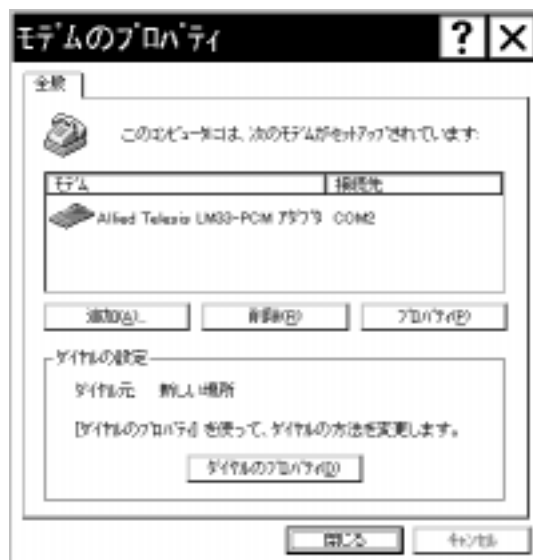 モデムのプロパティ
全般
このコンピュータには、次のモデムがセットアップされています:
モデム 接続先
Allied Telesis LM33-PCM アダプタ COM2
追加(A)... 削除(R) プロパティ(P)
ダイヤルの設定
ダイヤル元 新しい場所
[ダイヤルのプロパティ] を使って、ダイヤルの方法を変更します。
ダイヤルのプロパティ(D)
閉じる キャンセル